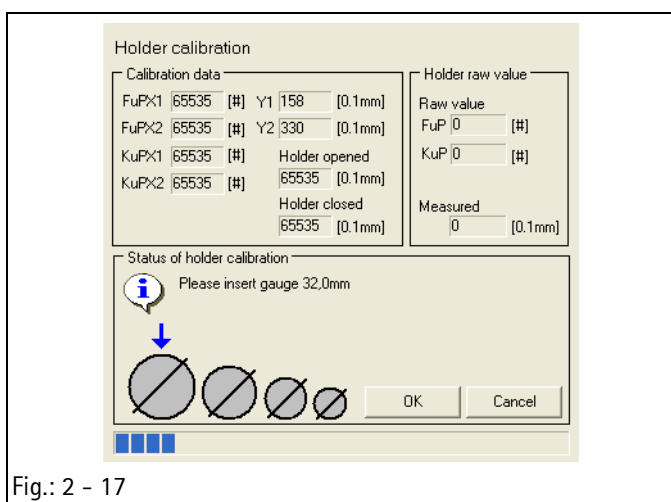 Holder calibration
Calibration data
FuPX1 65535 [#] Y1 158 [0.1mm]
FuPX2 65535 [#] Y2 330 [0.1mm]
KuPX1 65535 [#] Holder opened
KuPX2 65535 [#] 65535 [0.1mm]
Holder closed
65535 [0.1mm]
Holder raw value
Raw value
FuP 0 [#]
KuP 0 [#]
Measured
0 [0.1mm]
Status of holder calibration
i
Please insert gauge 32,0mm
OK Cancel
Fig.: 2 - 17